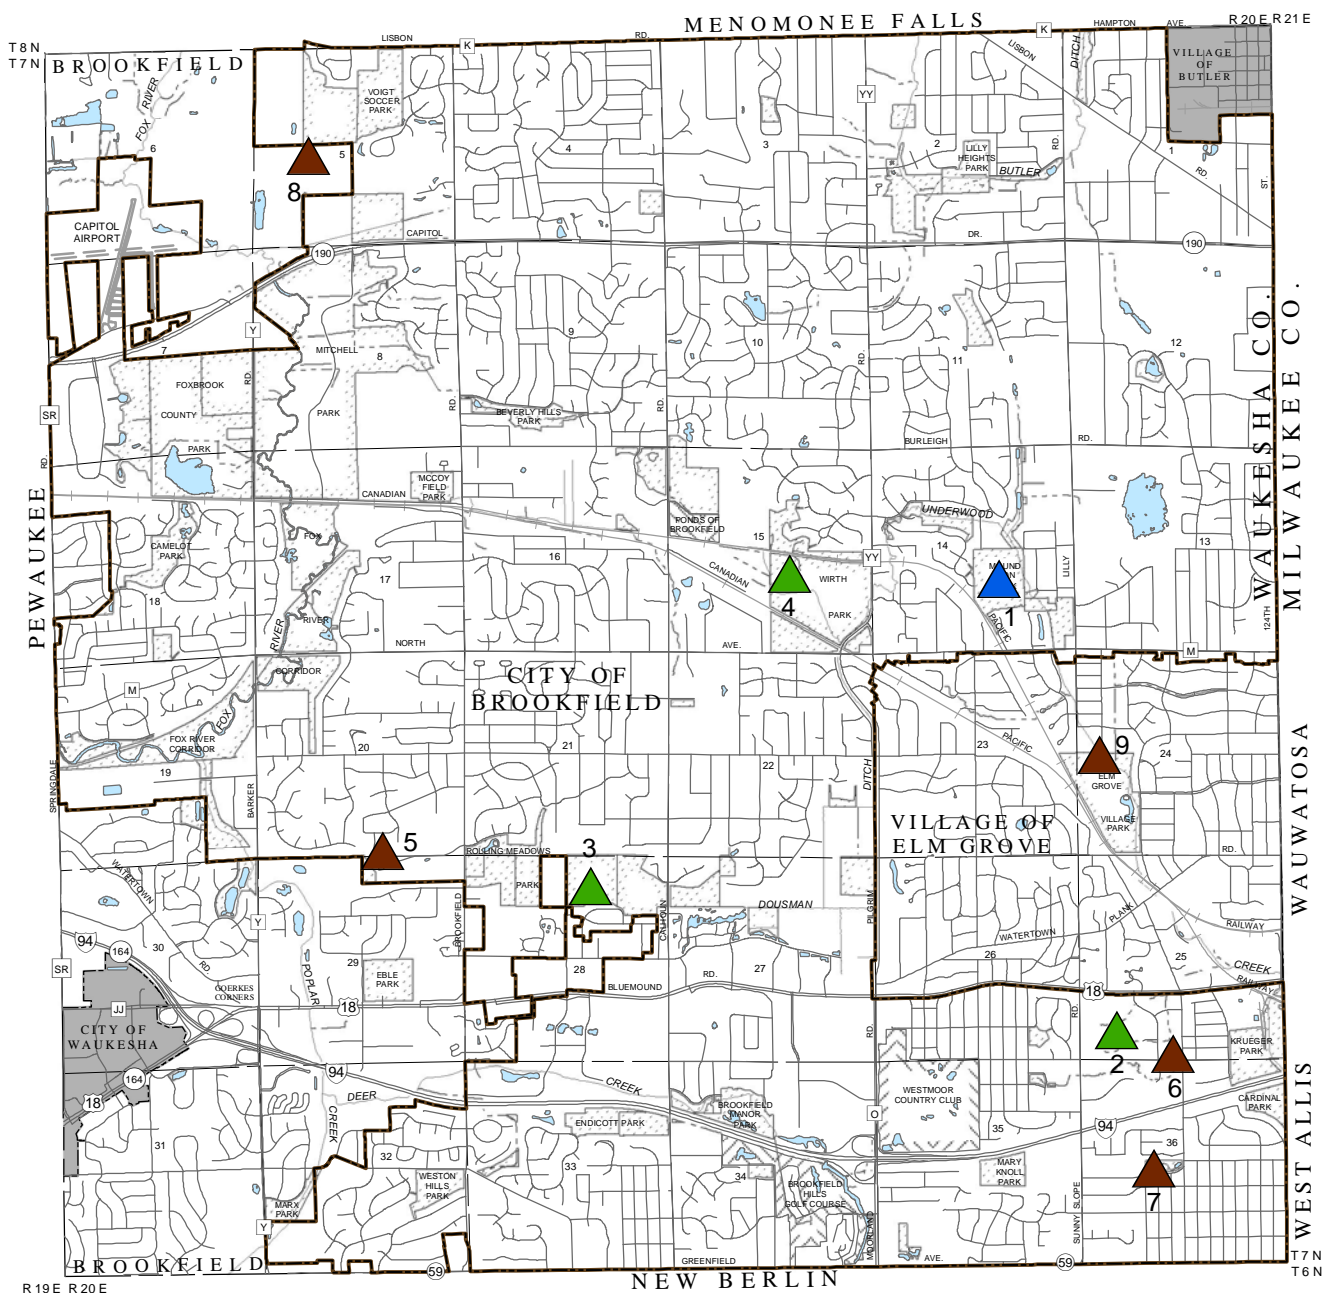 MENOMONEE FALLS
R 20 E R 21 E
T 8 N
T 7 N
BROOKFIELD
LISBON
K
RD.
K
HAMPTON
AVE.
LISBON
DITCH
VILLAGE
OF
BUTLER
FOX RIVER
VOIGT
SOCCER
PARK
YY
6
5
4
3
2
1
LILLY
HEIGHTS
PARK
BUTLER
RD.
RD.
ST.
8
CAPITOL
AIRPORT
CAPITOL
DR.
190
190
Y
7
MITCHELL
8
9
10
11
12
FOXBROOK
COUNTY
PARK
PARK
RD.
RD.
RD.
RD.
SR
RD.
BEVERLY HILLS
PARK
BURLEIGH
RD.
WAUKESHA CO.
MILWAUKEE CO.
CANADIAN
MCCOY
FIELD
PARK
PONDS OF
BROOKFIELD
UNDERWOOD
PEWAUKEE
CAMELOT
PARK
FOX
17
16
15
14
13
CANADIAN
YY
WIRTH
PARK
4
LILLY
1
PACIFIC
124TH
18
RIVER
RIVER
NORTH
AVE.
M
CORRIDOR
CITY OF
BROOKFIELD
M
FOX
FOX RIVER
CORRIDOR
20
21
22
23
24
PACIFIC
9
ELM
GROVE
VILLAGE
PARK
DITCH
19
SPRINGDALE
BARKER
WAUWATOSA
VILLAGE OF
ELM GROVE
RD.
5
3
ROLLING MEADOWS
PARK
WATERTOWN
RD.
BROOKFIELD
CALHOUN
DOUSMAN
PILGRIM
WATERTOWN
PLANK
RAILWAY
94
164
30
Y
POPLAR
29
28
27
26
25
CREEK
RAILWAY
SR
GOERKES
CORNERS
EBLE
PARK
BLUEMOUND
RD.
18
18
JJ
CITY OF
WAUKESHA
RD.
RD.
2
6
KRUEGER
PARK
164
18
94
DEER
CREEK
CREEK
BROOKFIELD
MANOR
PARK
WESTMOOR
COUNTRY CLUB
CARDINAL
PARK
ENDICOTT PARK
O
94
31
32
33
34
35
36
WESTON
HILLS
PARK
BROOKFIELD
HILLS
GOLF COURSE
MARY
KNOLL
PARK
7
WEST ALLIS
MARX
PARK
Y
MOORLAND
SUNNY SLOPE
BROOKFIELD
59
GREENFIELD
AVE.
59
NEW BERLIN
T 7 N
T 6 N
R 19 E R 20 E